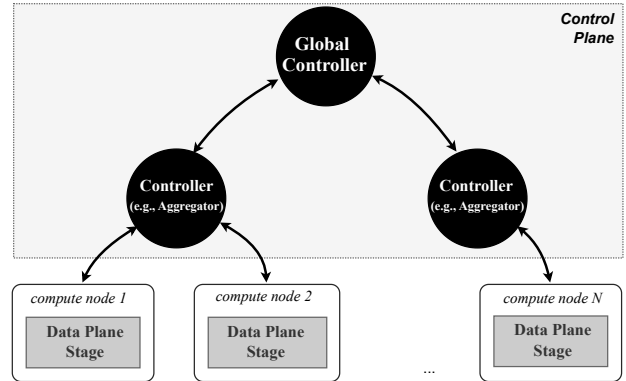 Control
Plane
Global
Controller
Controller
(e.g., Aggregator)
Controller
(e.g., Aggregator)
compute node 1
compute node 2
compute node N
Data Plane
Stage
Data Plane
Stage
Data Plane
Stage
...